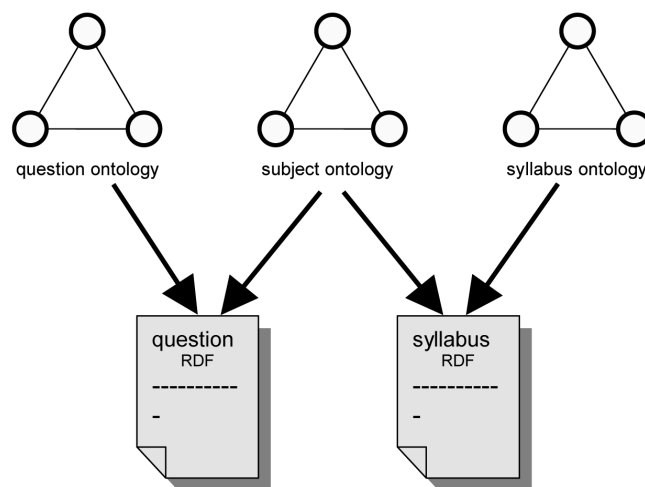 question ontology
subject ontology
syllabus ontology
question
RDF
----------
-
syllabus
RDF
----------
-